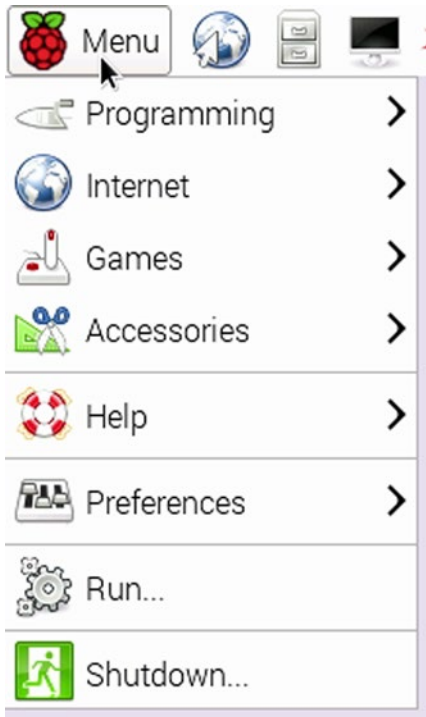 Menu
Programming
Internet
Games
Accessories
Help
Preferences
Run...
Shutdown...